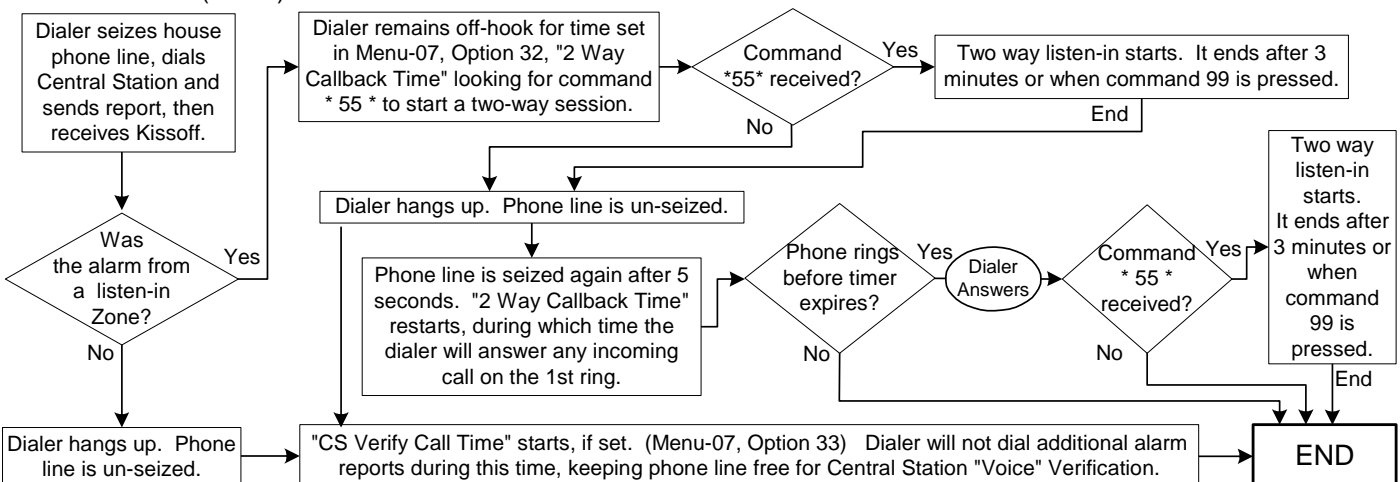 Dialer seizes house
phone line, dials
Central Station and
sends report, then
receives Kissoff.
Dialer remains off-hook for time set
in Menu-07, Option 32, "2 Way
Callback Time" looking for command
* 55 * to start a two-way session.
Command
*55* received?
Yes
Two way listen-in starts. It ends after 3
minutes or when command 99 is pressed.
No
End
Was
the alarm from
a listen-in
Zone?
Yes
No
Dialer hangs up. Phone line is un-seized.
Phone line is seized again after 5
seconds. "2 Way Callback Time"
restarts, during which time the
dialer will answer any incoming
call on the 1st ring.
Phone rings
before timer
expires?
Yes
No
Dialer
Answers
Command
* 55 *
received?
Yes
No
Two way
listen-in
starts.
It ends after
3 minutes or
when
command
99 is
pressed.
End
Dialer hangs up. Phone
line is un-seized.
"CS Verify Call Time" starts, if set. (Menu-07, Option 33) Dialer will not dial additional alarm
reports during this time, keeping phone line free for Central Station "Voice" Verification.
END